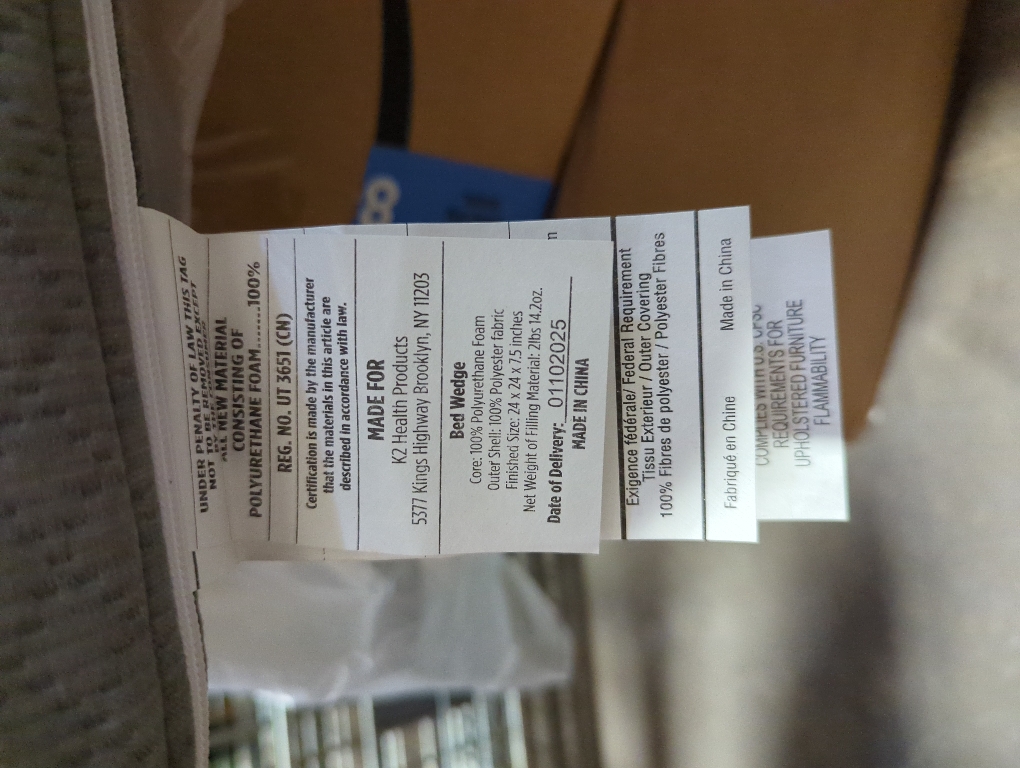 UNDER PENALTY OF LAW THIS TAG
NOT TO BE REMOVED EXCEPT
ALL NEW MATERIAL
CONSISTING OF
POLYURETHANE FOAM.......100%
REG. NO. UT 3651 (CN)
Certification is made by the manufacturer
that the materials in this article are
described in accordance with law.
MADE FOR
K2 Health Products
5377 Kings Highway Brooklyn, NY 11203
Bed Wedge
Core: 100% Polyurethane Foam
Outer Shell: 100% Polyester fabric
Finished Size: 24 x 24 x 7.5 inches
Net Weight of Filling Material: 2lbs 14.2oz.
Date of Delivery: 01102025
MADE IN CHINA
n
Exigence fédérale/ Federal Requirement
Tissu Extérieur / Outer Covering
100% Fibres de polyester / Polyester Fibres
Fabriqué en Chine Made in China
COMPLIES WITH U.S. CPSC
REQUIREMENTS FOR
UPHOLSTERED FURNITURE
FLAMMABILITY